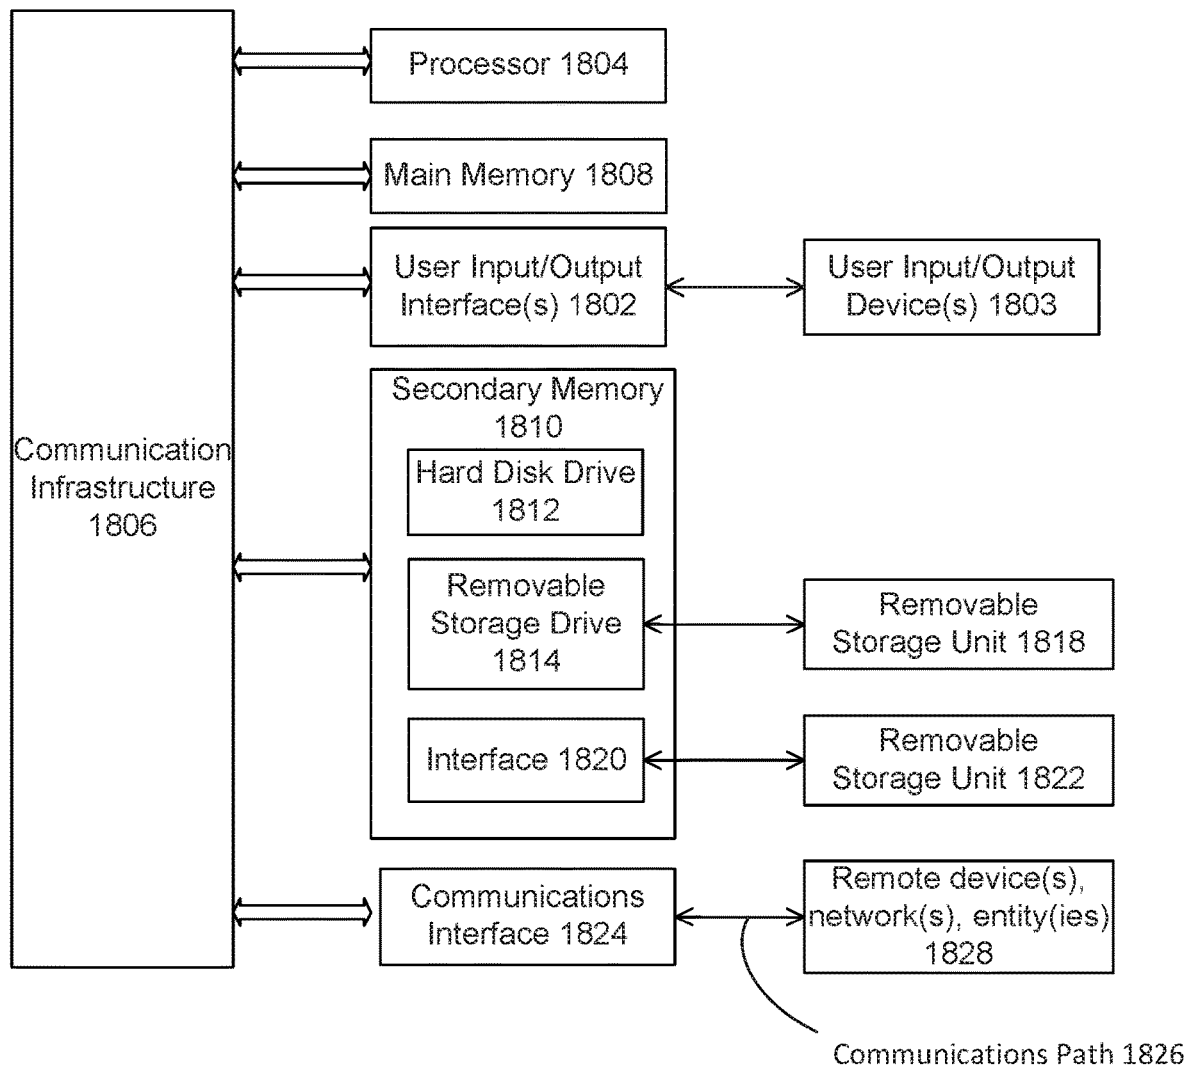 Processor 1804
Main Memory 1808
User Input/Output
Interface(s) 1802
User Input/Output
Device(s) 1803
Secondary Memory
1810
Communication
Infrastructure
1806
Hard Disk Drive
1812
Removable
Storage Drive
1814
Removable
Storage Unit 1818
Interface 1820
Removable
Storage Unit 1822
Communications
Interface 1824
Remote device(s),
network(s), entity(ies)
1828
Communications Path 1826